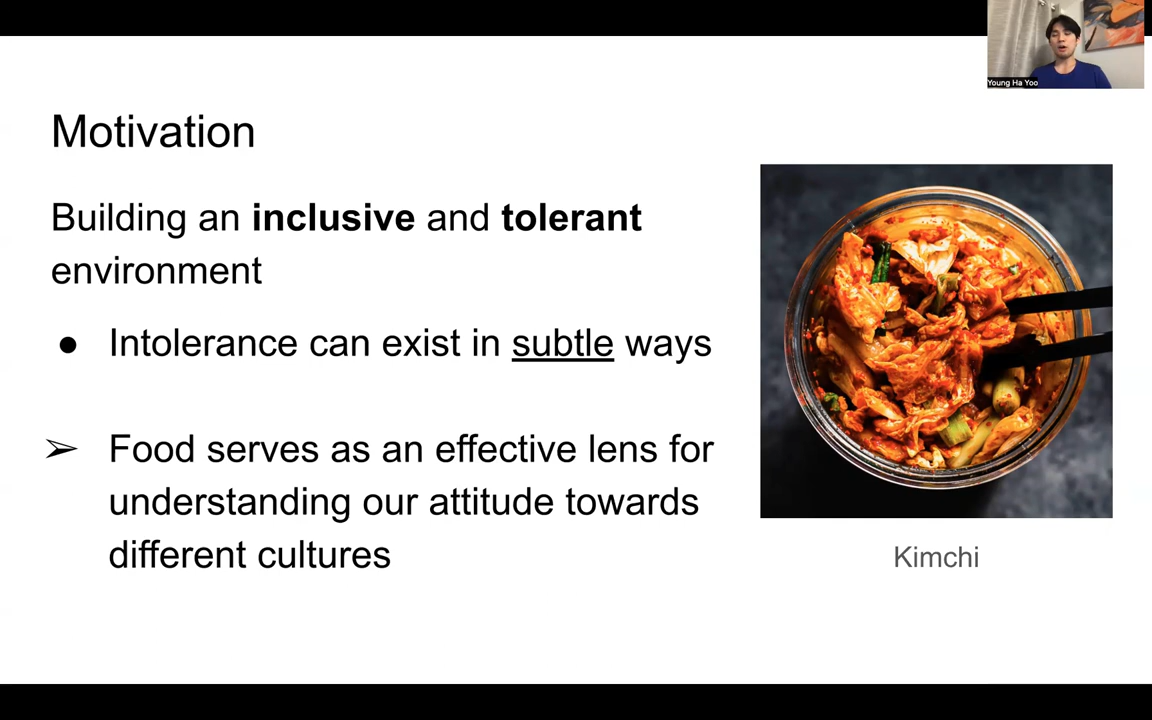 Young Ha Yoo
Motivation
Building an inclusive and tolerant
environment
● Intolerance can exist in subtle ways
➢ Food serves as an effective lens for
understanding our attitude towards
different cultures
Kimchi